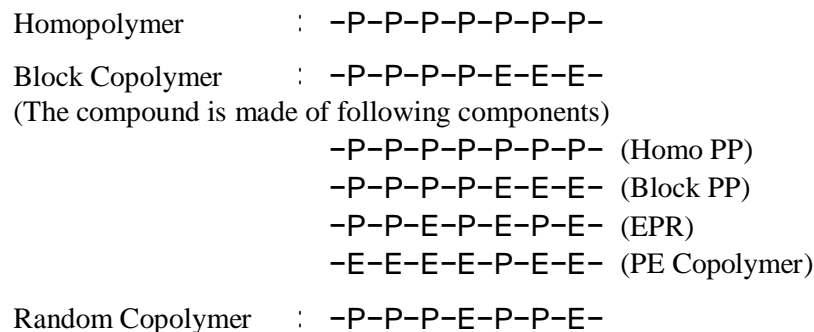 Homopolymer : −P−P−P−P−P−P−P−
Block Copolymer : −P−P−P−P−E−E−E−
(The compound is made of following components)
−P−P−P−P−P−P−P− (Homo PP)
−P−P−P−P−E−E−E− (Block PP)
−P−P−E−P−E−P−E− (EPR)
−E−E−E−E−P−E−E− (PE Copolymer)
Random Copolymer : −P−P−P−E−P−P−E−